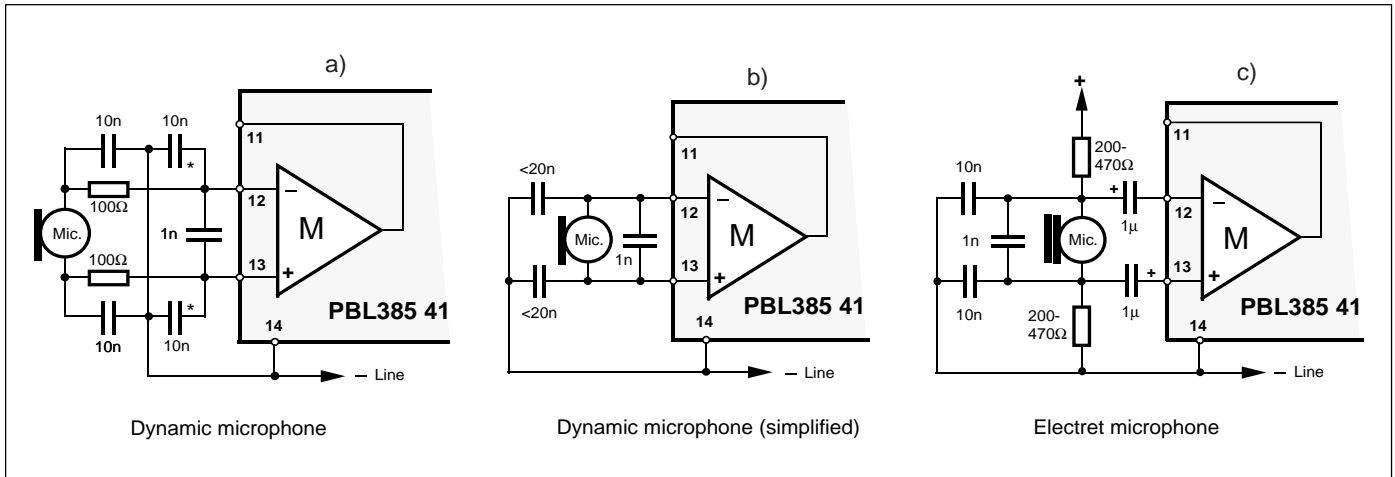 a)
10n
10n
*
11
100Ω
12
−
Mic.
1n
M
100Ω
13
+
*
10n
10n
14
PBL385 41
− Line
Dynamic microphone
b)
11
<20n
12
−
Mic.
1n
M
13
+
<20n
14
PBL385 41
− Line
Dynamic microphone (simplified)
c)
+
11
200-
470Ω
10n
+
12
−
1µ
1n
Mic.
M
10n
+
13
+
1µ
200-
470Ω
14
PBL385 41
− Line
Electret microphone